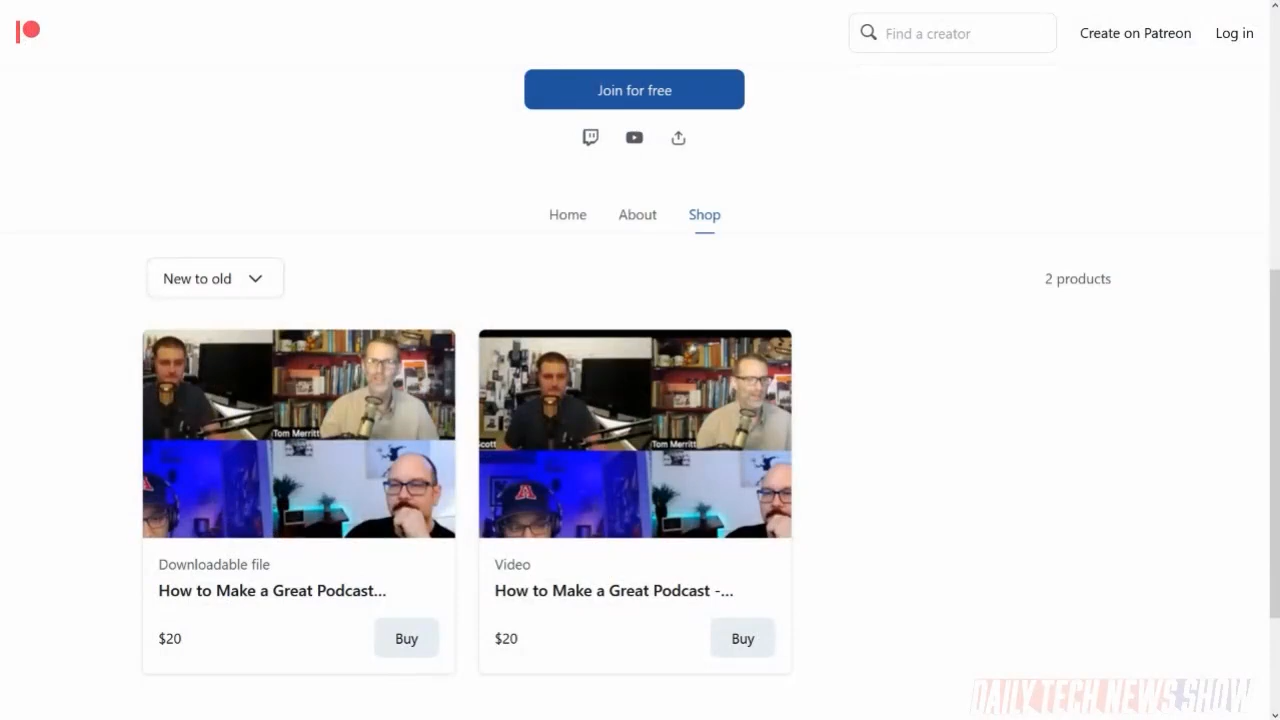 Find a creator
Create on Patreon
Log in
Join for free
Home
About
Shop
New to old
2 products
Tom Merritt
Scott
Tom Merritt
Downloadable file
How to Make a Great Podcast...
$20
Buy
Video
How to Make a Great Podcast -...
$20
Buy
DAILY TECH NEWS SHOW